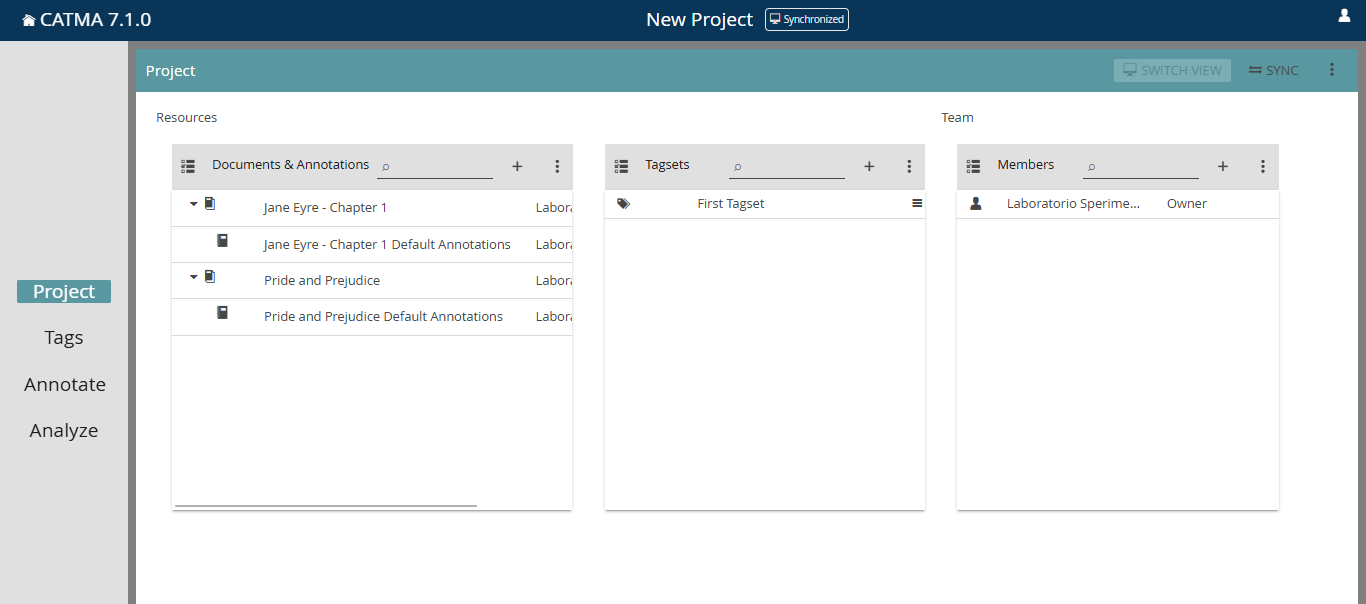 CATMA 7.1.0
New Project Synchronized
Project
SWITCH VIEW SYNC
Resources
Team
Documents & Annotations
Jane Eyre - Chapter 1 Labora
Jane Eyre - Chapter 1 Default Annotations Labora
Pride and Prejudice Labora
Pride and Prejudice Default Annotations Labora
Tagsets
First Tagset
Members
Laboratorio Sperime... Owner
Project
Tags
Annotate
Analyze